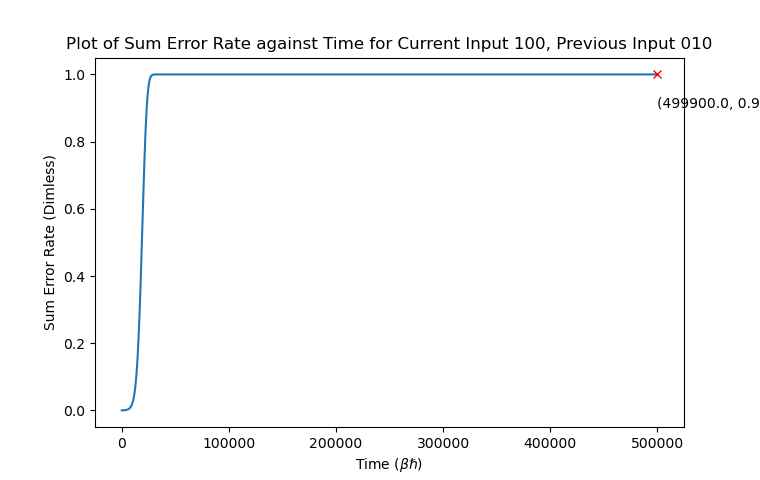 Plot of Sum Error Rate against Time for Current Input 100, Previous Input 010
1.0
(499900.0, 0.9
0.8
0.6
0.4
0.2
0.0
Sum Error Rate (Dimless)
0 100000 200000 300000 400000 500000
Time (βℏ)